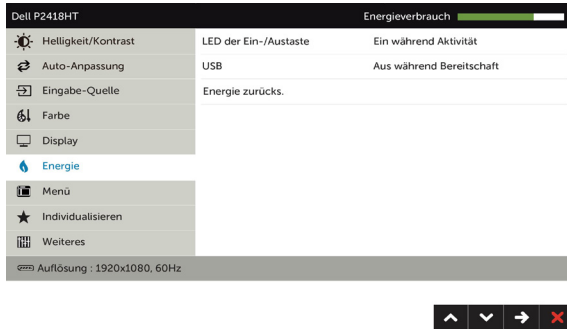 Dell P2418HT Energieverbrauch
Helligkeit/Kontrast LED der Ein-/Austaste Ein während Aktivität
Auto-Anpassung USB Aus während Bereitschaft
Eingabe-Quelle Energie zurücks.
Farbe
Display
Energie
Menü
Individualisieren
Weiteres
Auflösung : 1920x1080, 60Hz